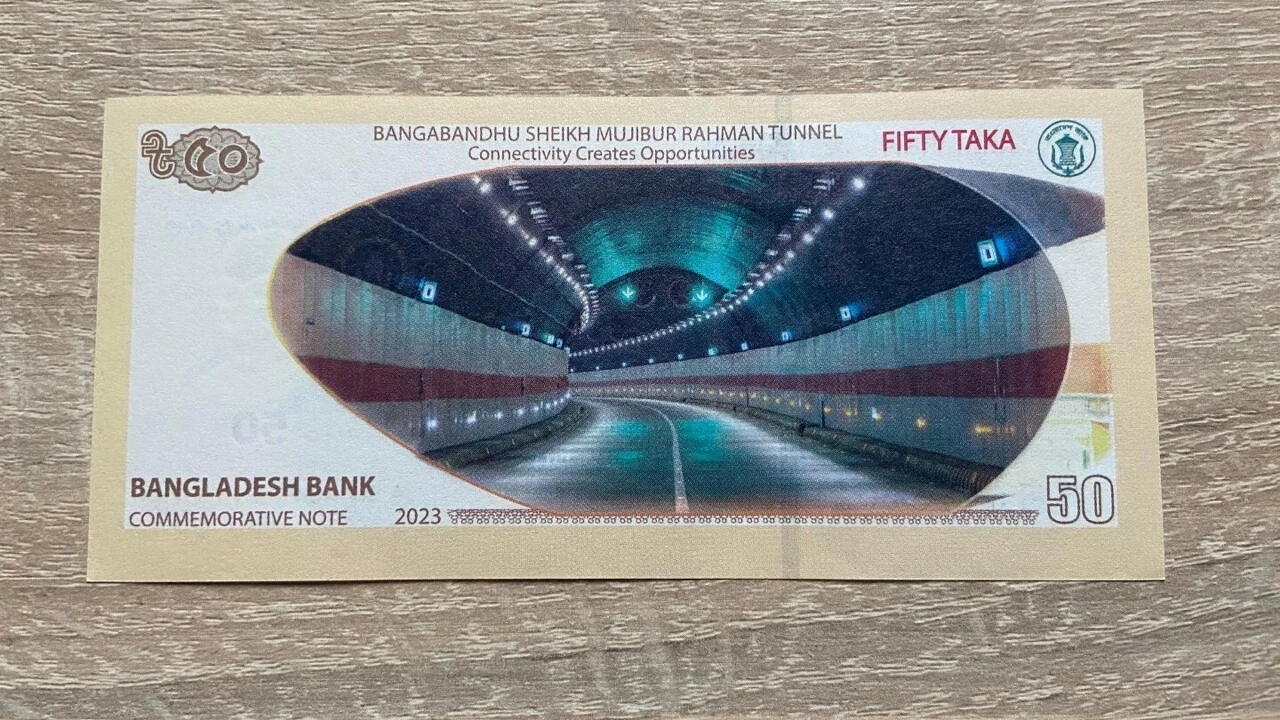 ৳৫০
BANGABANDHU SHEIKH MUJIBUR RAHMAN TUNNEL
Connectivity Creates Opportunities
FIFTY TAKA
BANGLADESH BANK
COMMEMORATIVE NOTE 2023
50